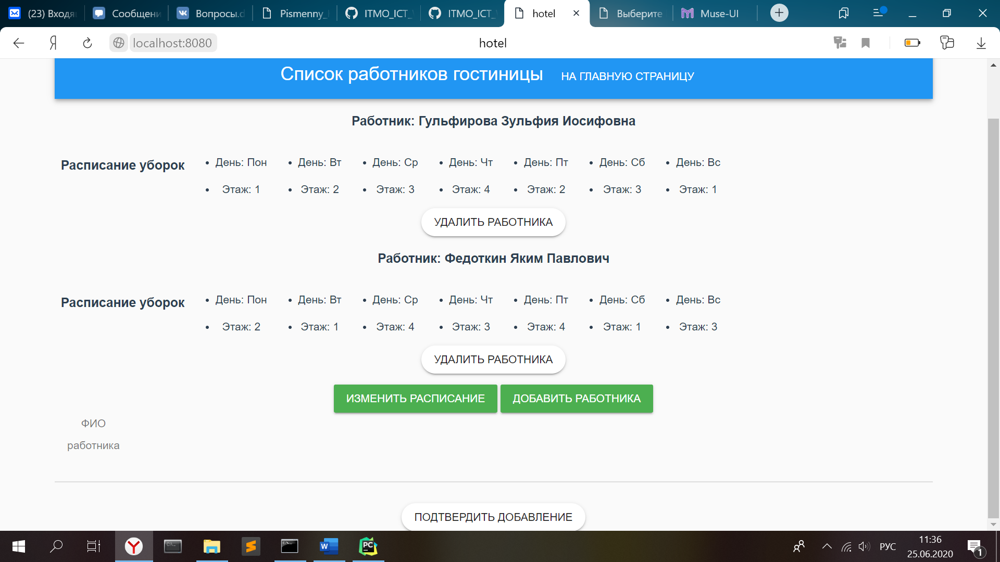 (23) Входя
Сообщени
Вопросы.d
Pismenny_
ITMO_ICT_
ITMO_ICT_
hotel
Выберите
Muse-UI
localhost:8080
hotel
Список работников гостиницы НА ГЛАВНУЮ СТРАНИЦУ
Работник: Гульфирова Зульфия Иосифовна
Расписание уборок • День: Пон • День: Вт • День: Ср • День: Чт • День: Пт • День: Сб • День: Вс
• Этаж: 1 • Этаж: 2 • Этаж: 3 • Этаж: 4 • Этаж: 2 • Этаж: 3 • Этаж: 1
УДАЛИТЬ РАБОТНИКА
Работник: Федоткин Яким Павлович
Расписание уборок • День: Пон • День: Вт • День: Ср • День: Чт • День: Пт • День: Сб • День: Вс
• Этаж: 2 • Этаж: 1 • Этаж: 4 • Этаж: 3 • Этаж: 4 • Этаж: 1 • Этаж: 3
УДАЛИТЬ РАБОТНИКА
ИЗМЕНИТЬ РАСПИСАНИЕ ДОБАВИТЬ РАБОТНИКА
ФИО
работника
ПОДТВЕРДИТЬ ДОБАВЛЕНИЕ
РУС
11:36
25.06.2020
1